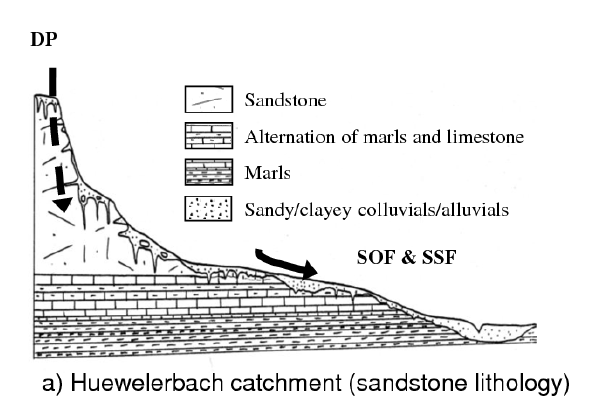 DP
Sandstone
Alternation of marls and limestone
Marls
Sandy/clayey colluvials/alluvials
SOF & SSF
a) Huewelerbach catchment (sandstone lithology)